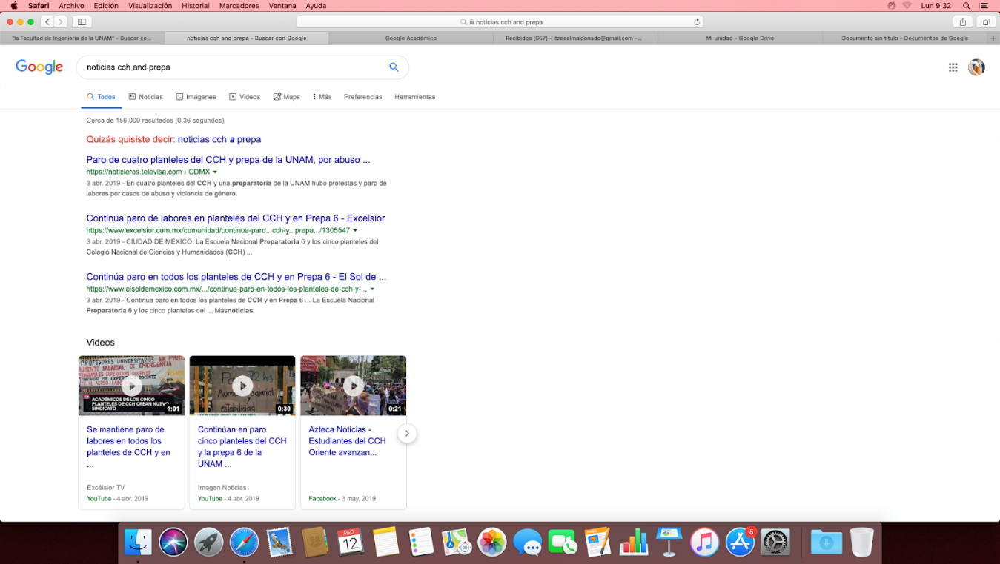 Safari Archivo Edición Visualización Historial Marcadores Ventana Ayuda Lun 9:32
noticias cch and prepa
"la Facultad de Ingenieria de la UNAM" - Buscar co... noticias cch and prepa - Buscar con Google Google Académico Recibidos (657) - itzeeelmaldonado@gmail.com -... Mi unidad - Google Drive Documento sin título - Documentos de Google
Google noticias cch and prepa
Todos Noticias Imágenes Videos Maps Más Preferencias Herramientas
Cerca de 156,000 resultados (0.36 segundos)
Quizás quisiste decir: noticias cch a prepa
Paro de cuatro planteles del CCH y prepa de la UNAM, por abuso ...
https://noticieros.televisa.com › CDMX
3 abr. 2019 - En cuatro planteles del CCH y una preparatoria de la UNAM hubo protestas y paro de
labores por casos de abuso y violencia de género.
Continúa paro de labores en planteles del CCH y en Prepa 6 - Excélsior
https://www.excelsior.com.mx/comunidad/continua-paro...cch-y...prepa.../1305547
3 abr. 2019 - CIUDAD DE MÉXICO. La Escuela Nacional Preparatoria 6 y los cinco planteles del
Colegio Nacional de Ciencias y Humanidades (CCH) ...
Continúa paro en todos los planteles de CCH y en Prepa 6 - El Sol de ...
https://www.elsoldemexico.com.mx/.../continua-paro-en-todos-los-planteles-de-cch-y-...
3 abr. 2019 - Continúa paro en todos los planteles de CCH y en Prepa 6 ... La Escuela Nacional
Preparatoria 6 y los cinco planteles del ... Másnoticias.
Videos
PROFESORES UNIVERSITARIOS EN PARO
AUMENTO SALARIAL DE EMERGENCIA
ACADÉMICOS DE LOS CINCO
PLANTELES DE CCH CREAN NUEVO
SINDICATO
1:01
72 hrs
salarial
estabilidad
0:30
0:21
Se mantiene paro de
labores en todos los
planteles de CCH y en
...
Excélsior TV
YouTube - 4 abr. 2019
Continúan en paro
cinco planteles del CCH
y la prepa 6 de la
UNAM ...
Imagen Noticias
YouTube - 4 abr. 2019
Azteca Noticias -
Estudiantes del CCH
Oriente avanzan...
Facebook - 3 may. 2019
AGO
12
5